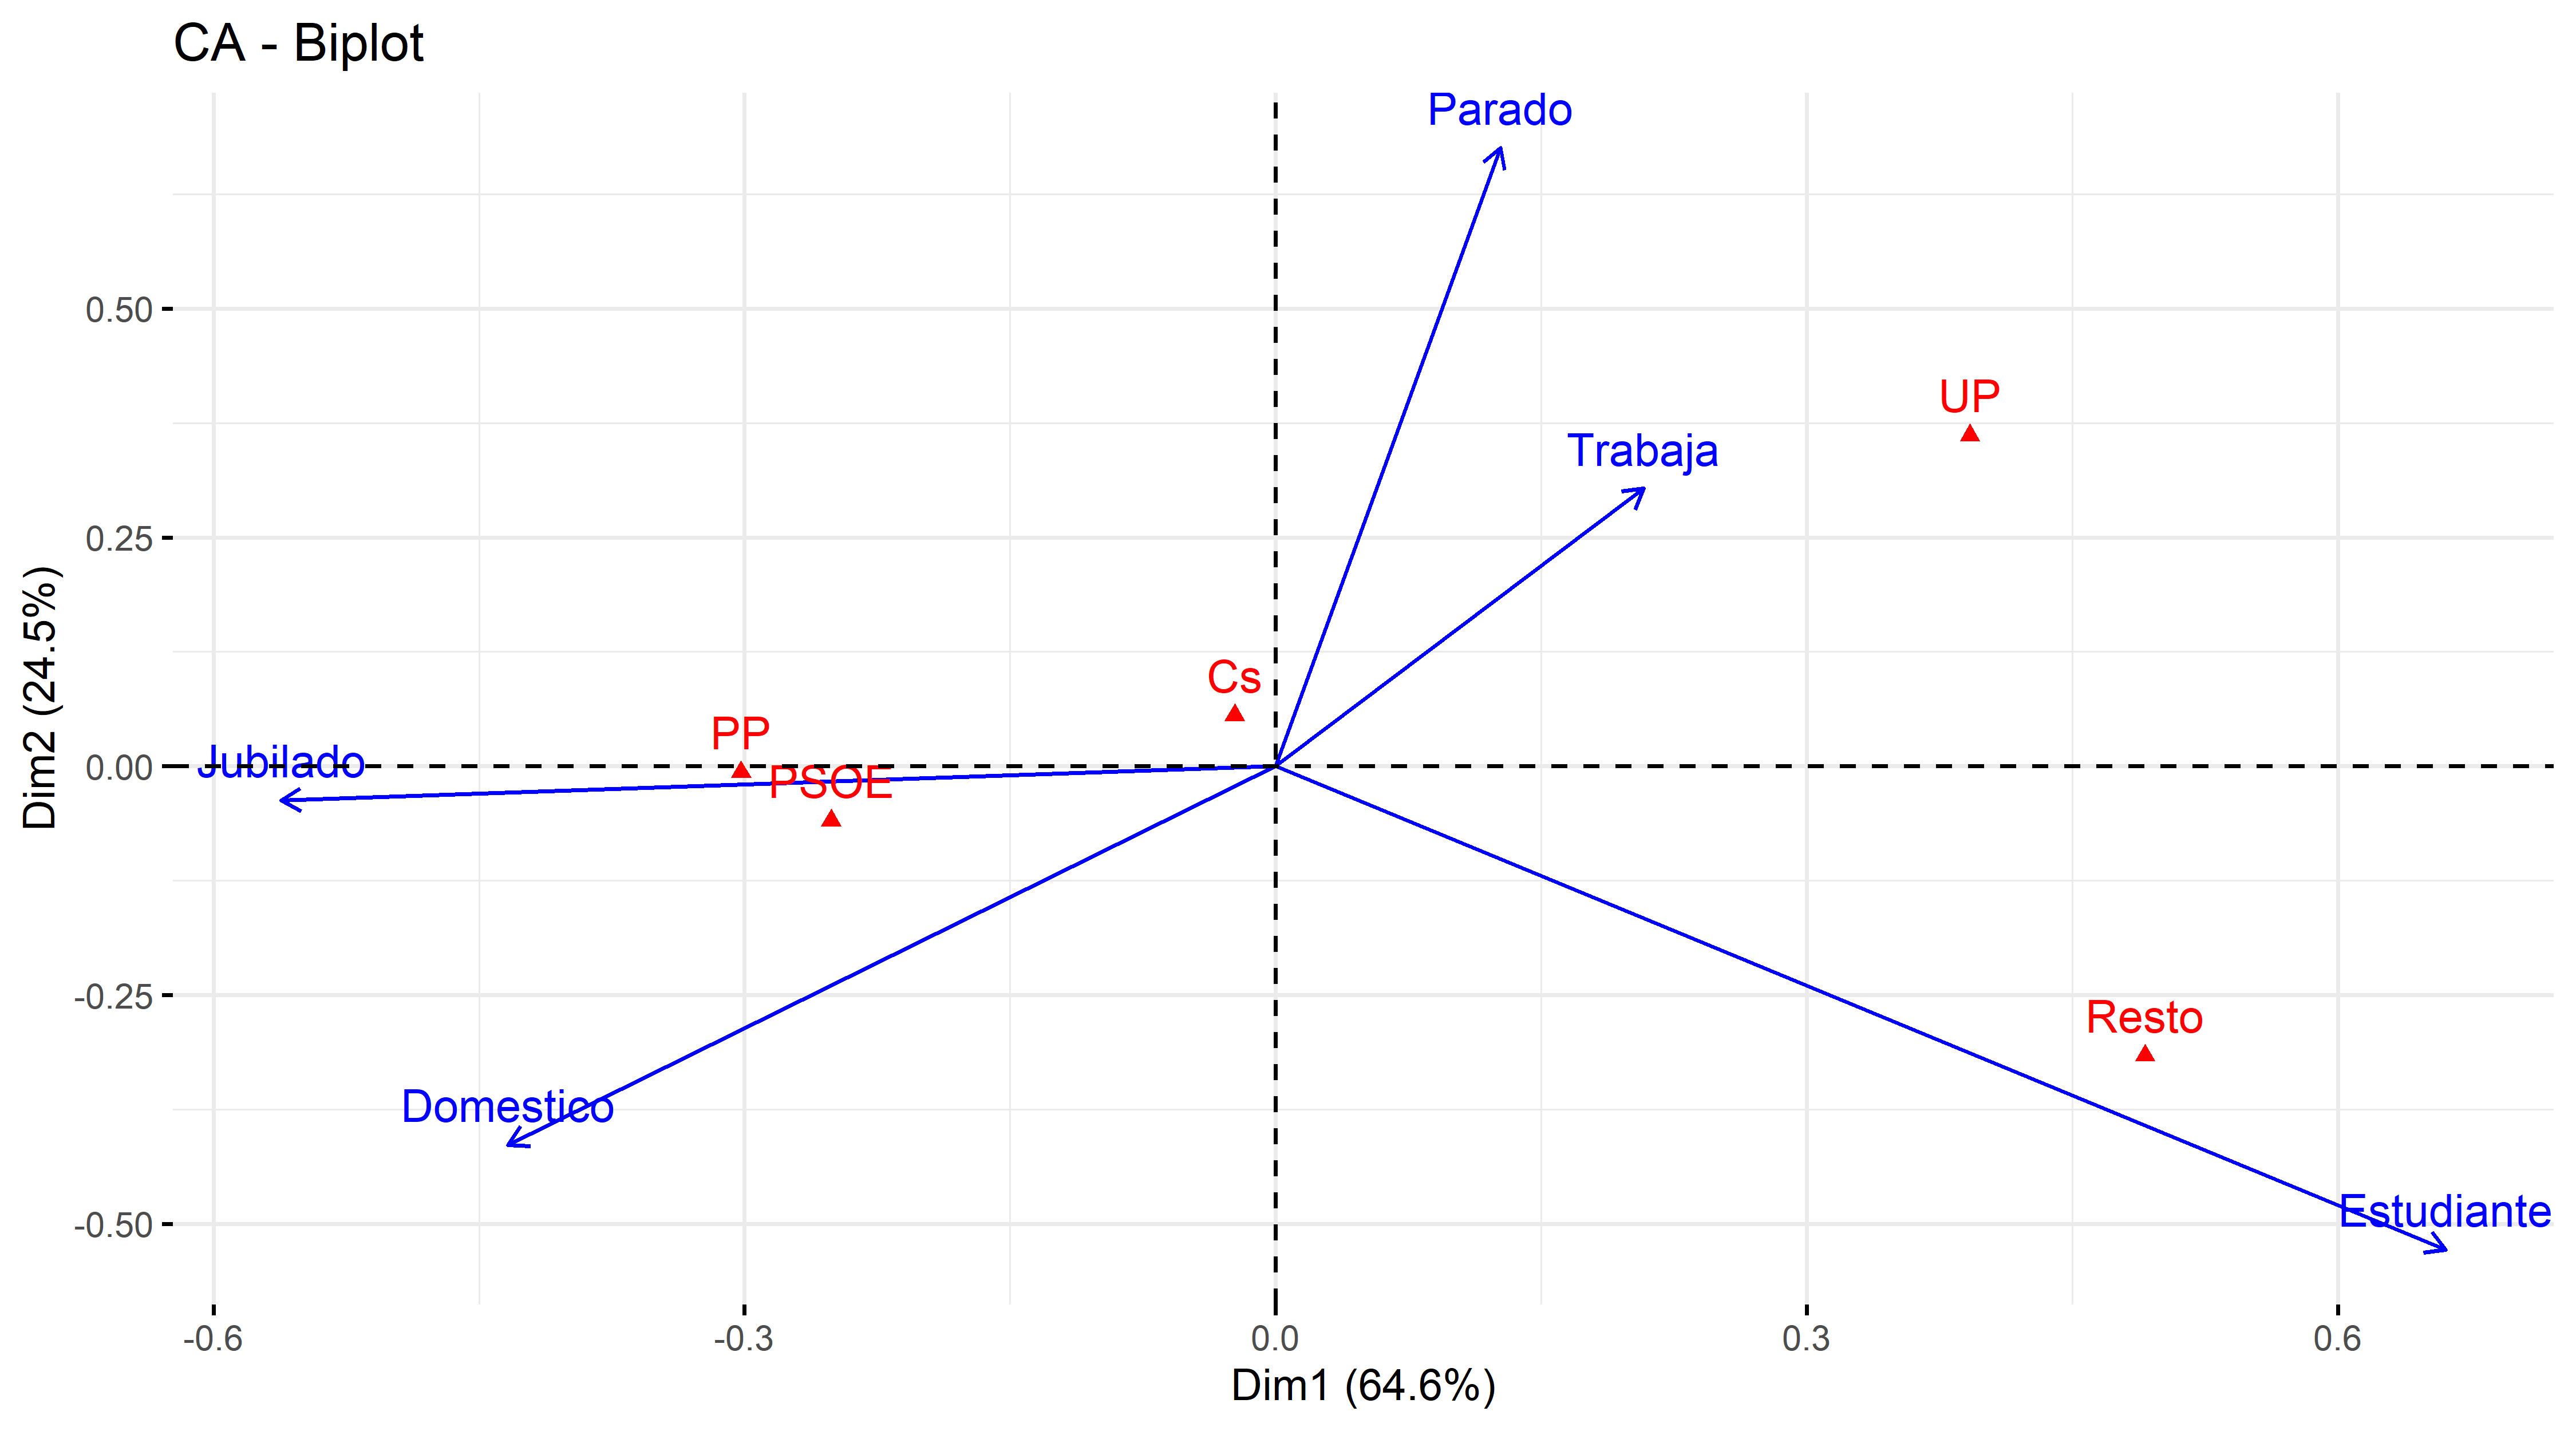 CA - Biplot
Parado
0.50
UP
Trabaja
0.25
Cs
PP
Jubilado
0.00
PSOE
Dim2 (24.5%)
-0.25
Resto
Domestico
Estudiante
-0.50
-0.6
-0.3
0.0
0.3
0.6
Dim1 (64.6%)